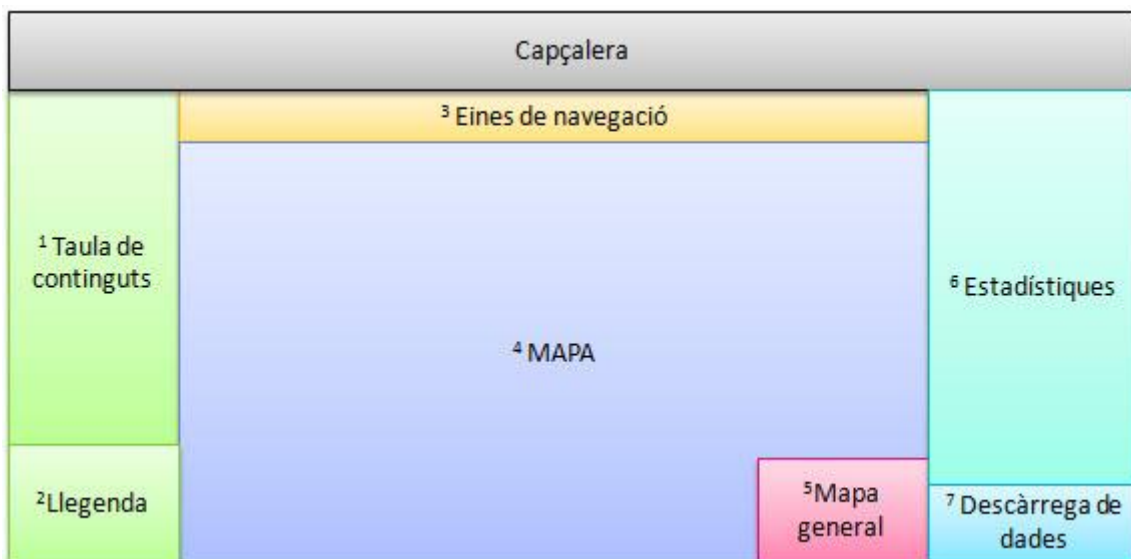 Capçalera
³ Eines de navegació
¹ Taula de
continguts
⁶ Estadístiques
⁴ MAPA
²Llegenda
⁵Mapa
general
⁷ Descàrrega de
dades